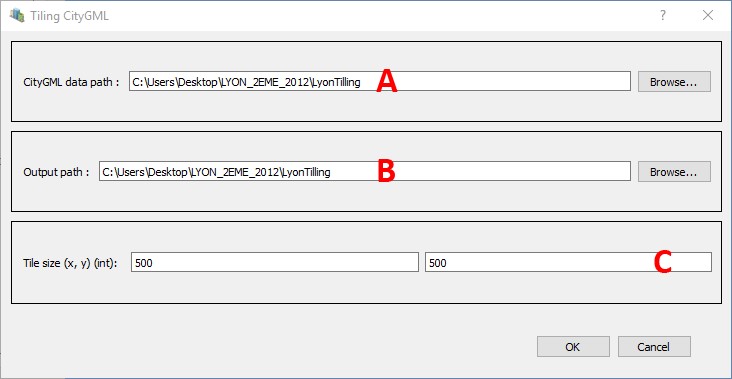 Tiling CityGML
CityGML data path : C:\Users\Desktop\LYON_2EME_2012\LyonTilling A Browse...
Output path : C:\Users\Desktop\LYON_2EME_2012\LyonTilling B Browse...
Tile size (x, y) (int): 500 500 C
OK Cancel